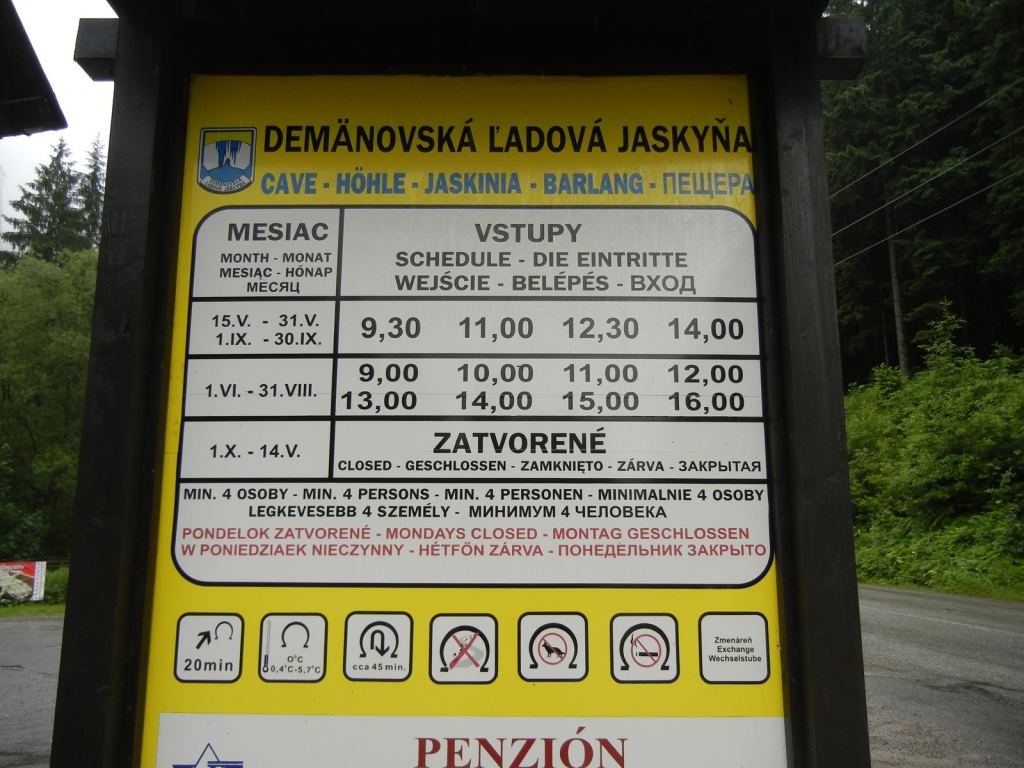 DEMÄNOVSKÁ ĽADOVÁ JASKYŇA
CAVE - HÖHLE - JASKINIA - BARLANG - ПЕЩЕРА
MESIAC
MONTH - MONAT
MESIĄC - HÓNAP
МЕСЯЦ
VSTUPY
SCHEDULE - DIE EINTRITTE
WEJŚCIE - BELÉPÉS - ВХОД
15.V. - 31.V.
1.IX. - 30.IX.
9,30 11,00 12,30 14,00
1.VI. - 31.VIII.
9,00 10,00 11,00 12,00
13,00 14,00 15,00 16,00
1.X. - 14.V.
ZATVORENÉ
CLOSED - GESCHLOSSEN - ZAMKNIĘTO - ZÁRVA - ЗАКРЫТАЯ
MIN. 4 OSOBY - MIN. 4 PERSONS - MIN. 4 PERSONEN - MINIMALNIE 4 OSOBY
LEGKEVESEBB 4 SZEMÉLY - МИНИМУМ 4 ЧЕЛОВЕКА
PONDELOK ZATVORENÉ - MONDAYS CLOSED - MONTAG GESCHLOSSEN
W PONIEDZIAEK NIECZYNNY - HÉTFŐN ZÁRVA - ПОНЕДЕЛЬНИК ЗАКРЫТО
20min
0°C
0,4°C-5,7°C
cca 45 min.
Zmenáreň
Exchange
Wechselstube
PENZIÓN